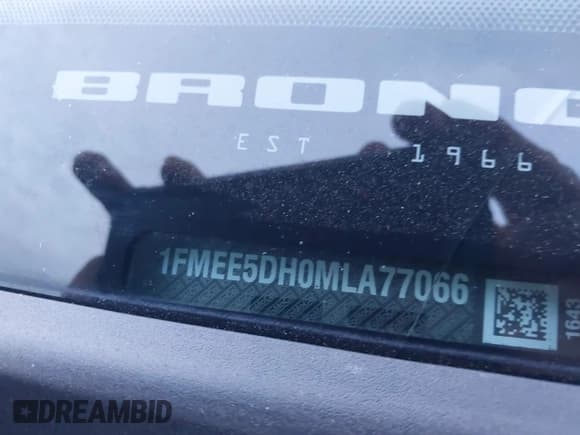 BRONC
EST 1966
1FMEE5DH0MLA77066
1643
DREAMBID